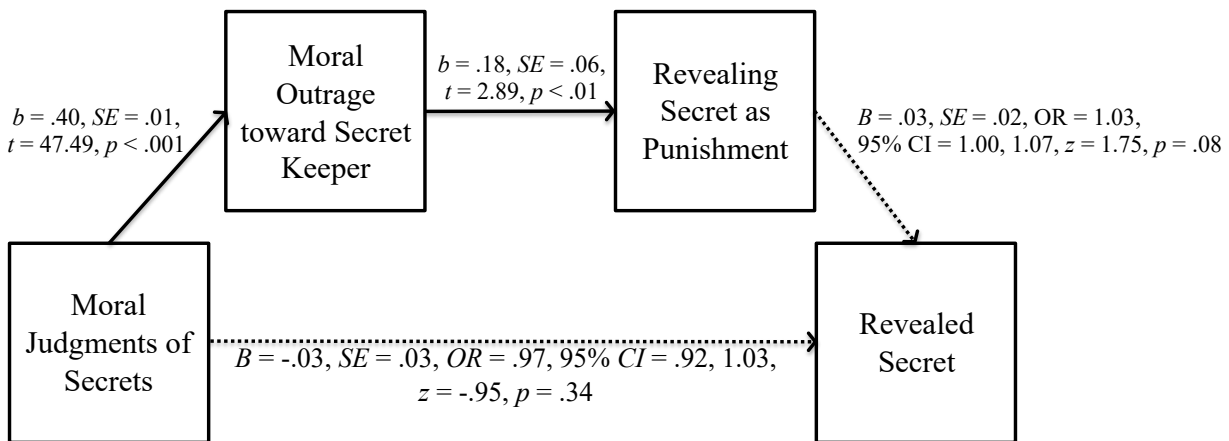 Moral
Outrage
toward Secret
Keeper
b = .18, SE = .06,
t = 2.89, p < .01
Revealing
Secret as
Punishment
b = .40, SE = .01,
t = 47.49, p < .001
B = .03, SE = .02, OR = 1.03,
95% CI = 1.00, 1.07, z = 1.75, p = .08
Moral
Judgments of
Secrets
B = -.03, SE = .03, OR = .97, 95% CI = .92, 1.03,
z = -.95, p = .34
Revealed
Secret